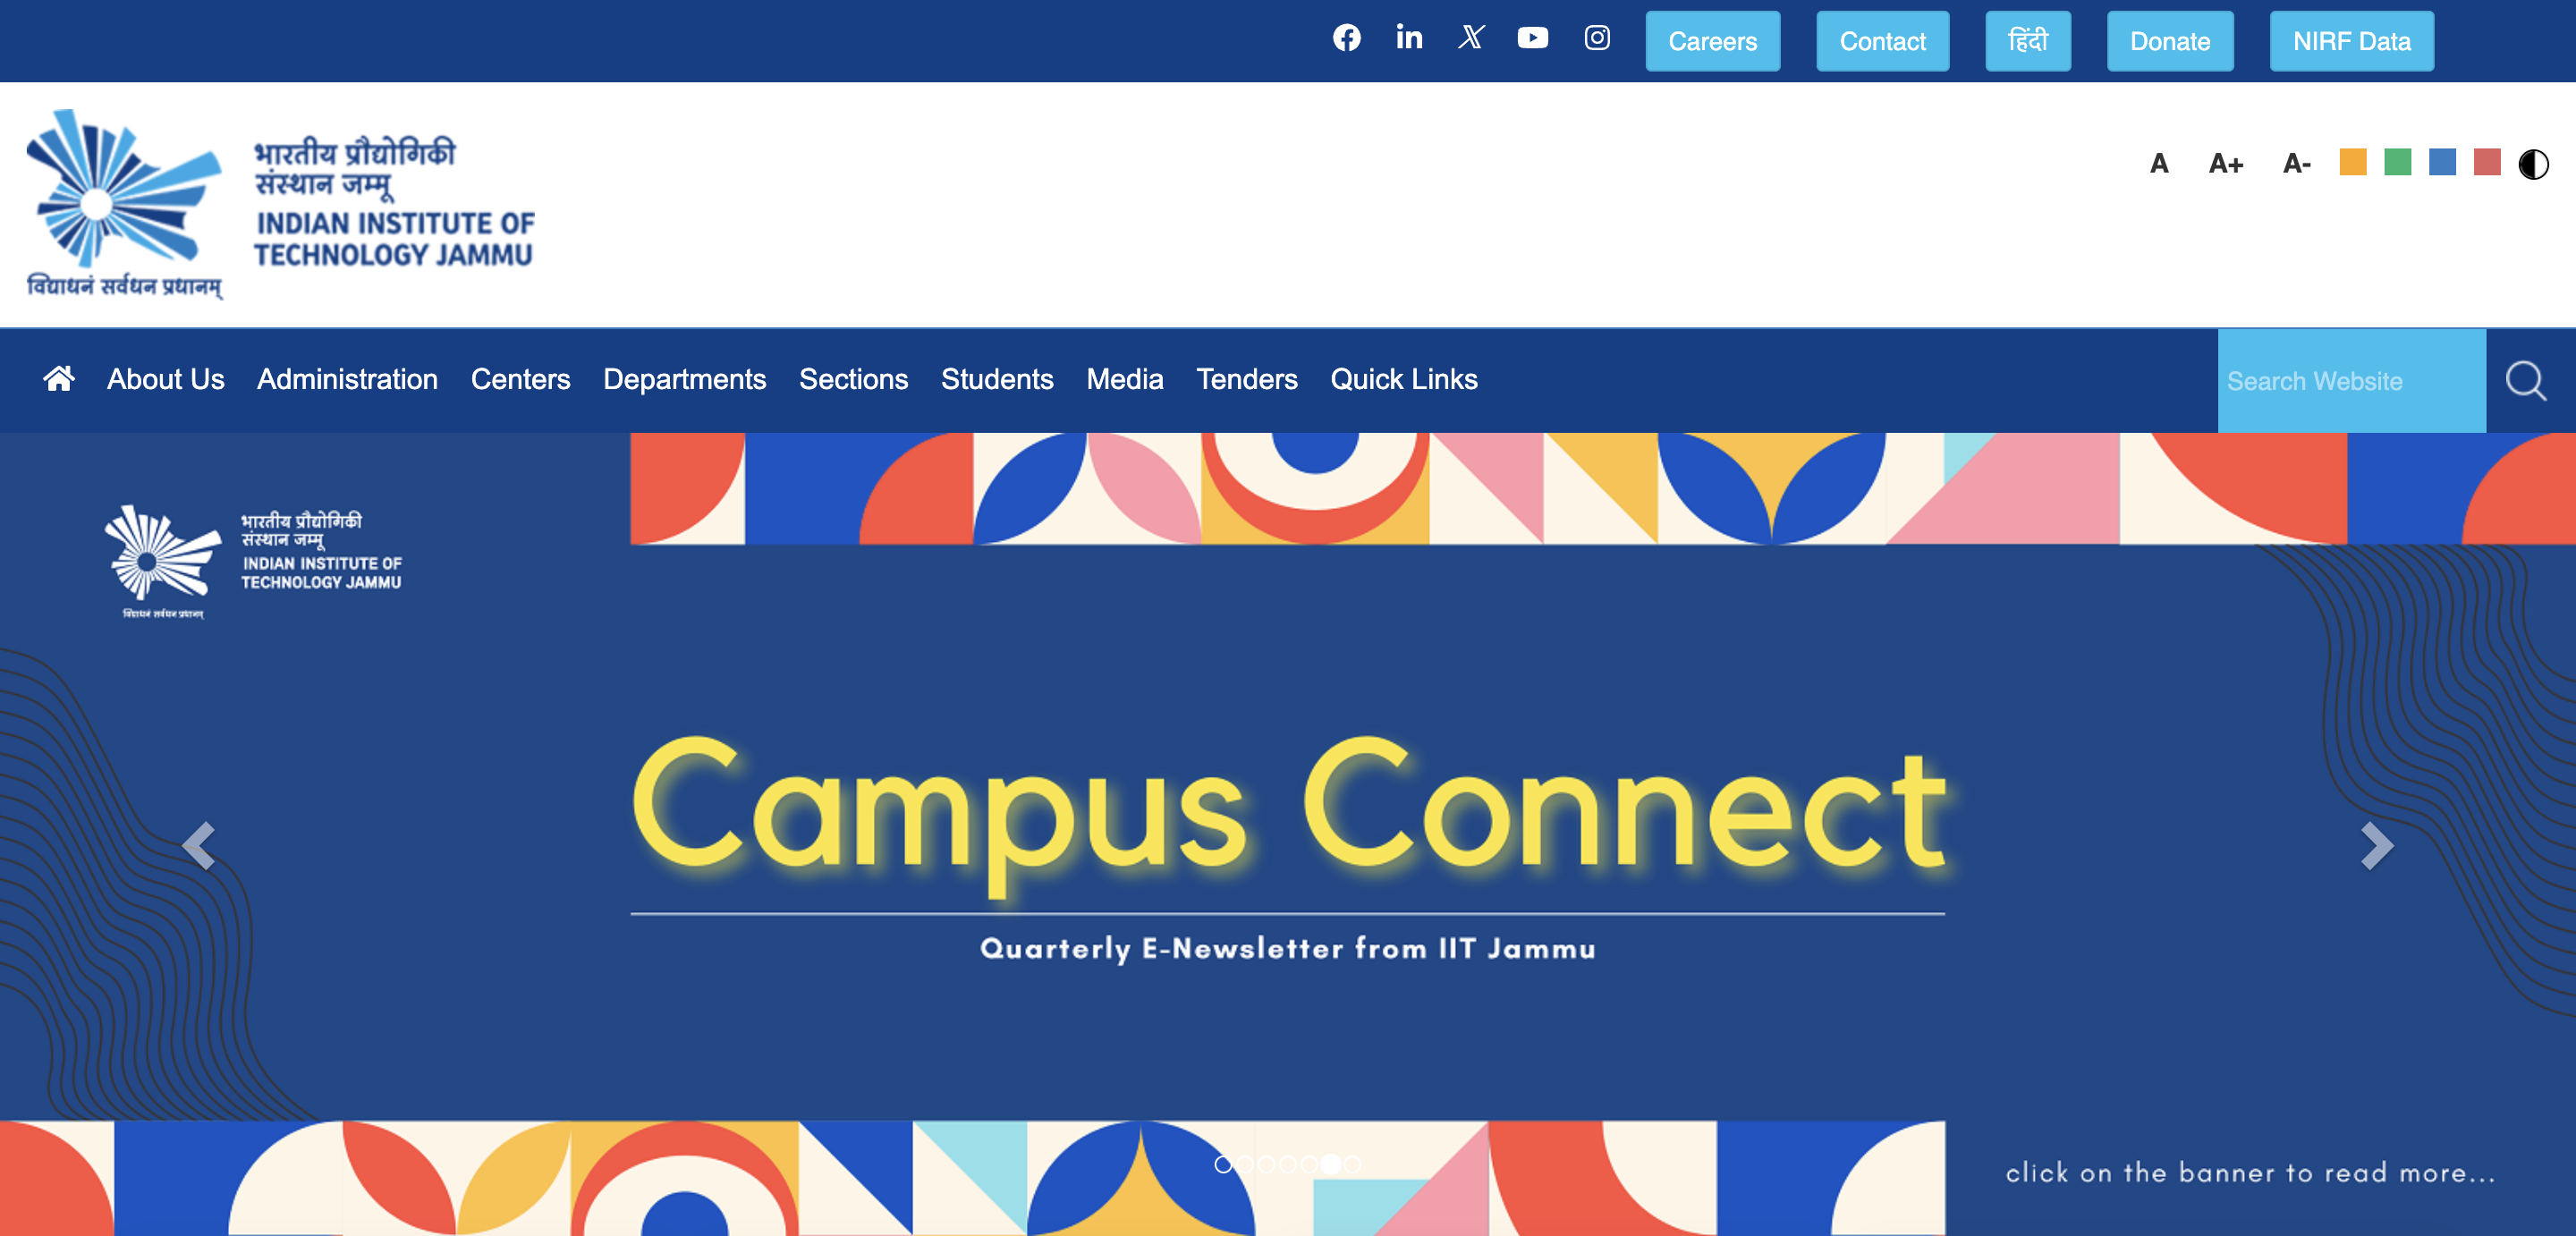 Careers Contact हिंदी Donate NIRF Data
भारतीय प्रौद्योगिकी
संस्थान जम्मू
INDIAN INSTITUTE OF
TECHNOLOGY JAMMU
विद्याधनं सर्वधन प्रधानम्
A A+ A-
About Us Administration Centers Departments Sections Students Media Tenders Quick Links
Search Website
भारतीय प्रौद्योगिकी
संस्थान जम्मू
INDIAN INSTITUTE OF
TECHNOLOGY JAMMU
विद्याधनं सर्वधन प्रधानम्
Campus Connect
Quarterly E-Newsletter from IIT Jammu
click on the banner to read more...